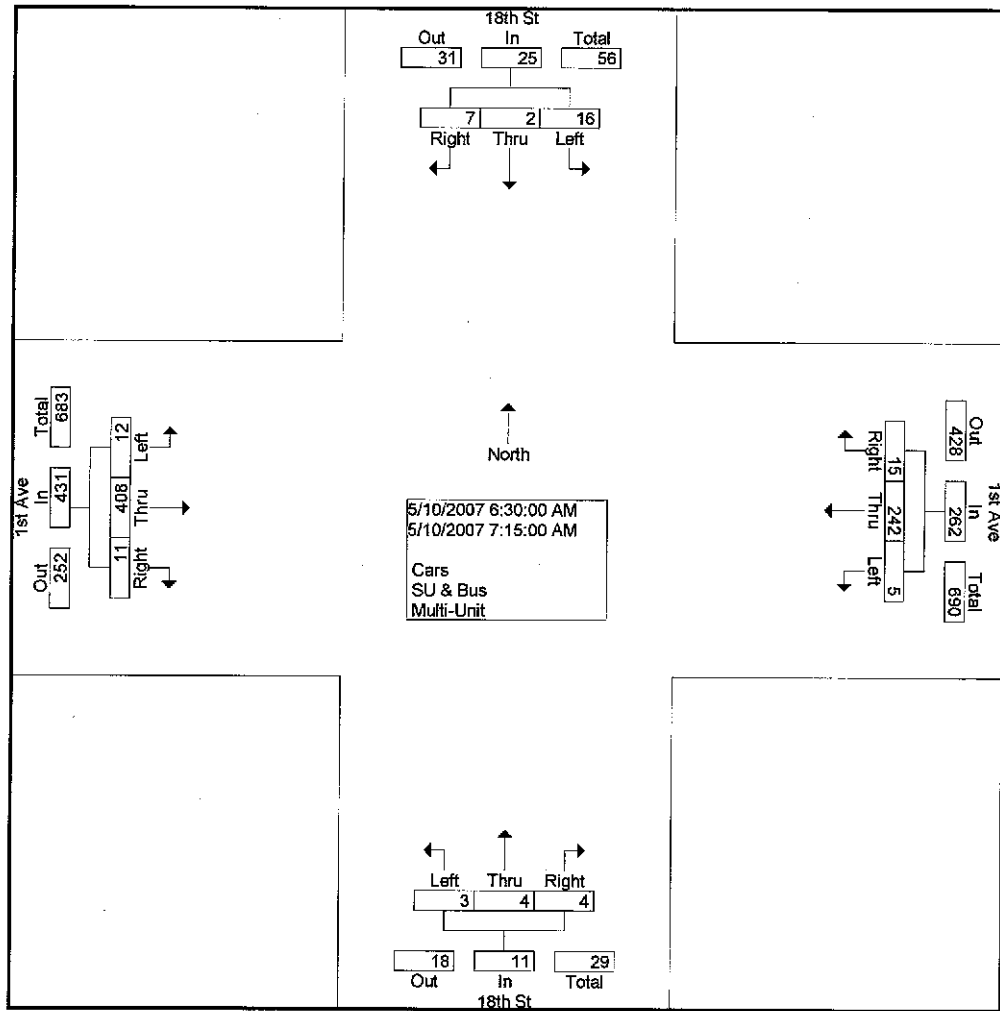 18th St
Out In Total
31 25 56
7 2 16
Right Thru Left
1st Ave
Total In Out
683 431 252
12 408 11
Left Thru Right
North
5/10/2007 6:30:00 AM
5/10/2007 7:15:00 AM
Cars
SU & Bus
Multi-Unit
Right Thru Left
15 242 5
Out In Total
428 262 690
1st Ave
Left Thru Right
3 4 4
18 11 29
Out In Total
18th St